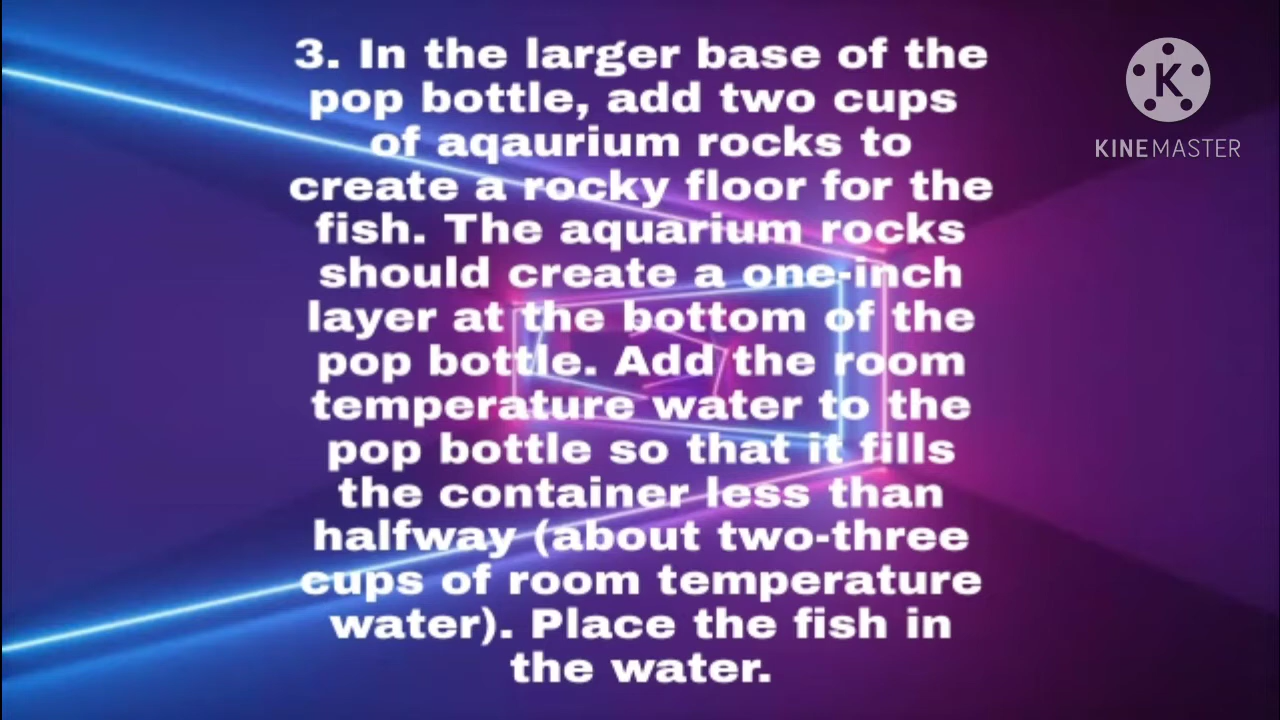 3. In the larger base of the
pop bottle, add two cups
of aqaurium rocks to
create a rocky floor for the
fish. The aquarium rocks
should create a one-inch
layer at the bottom of the
pop bottle. Add the room
temperature water to the
pop bottle so that it fills
the container less than
halfway (about two-three
cups of room temperature
water). Place the fish in
the water.
K
KINEMASTER